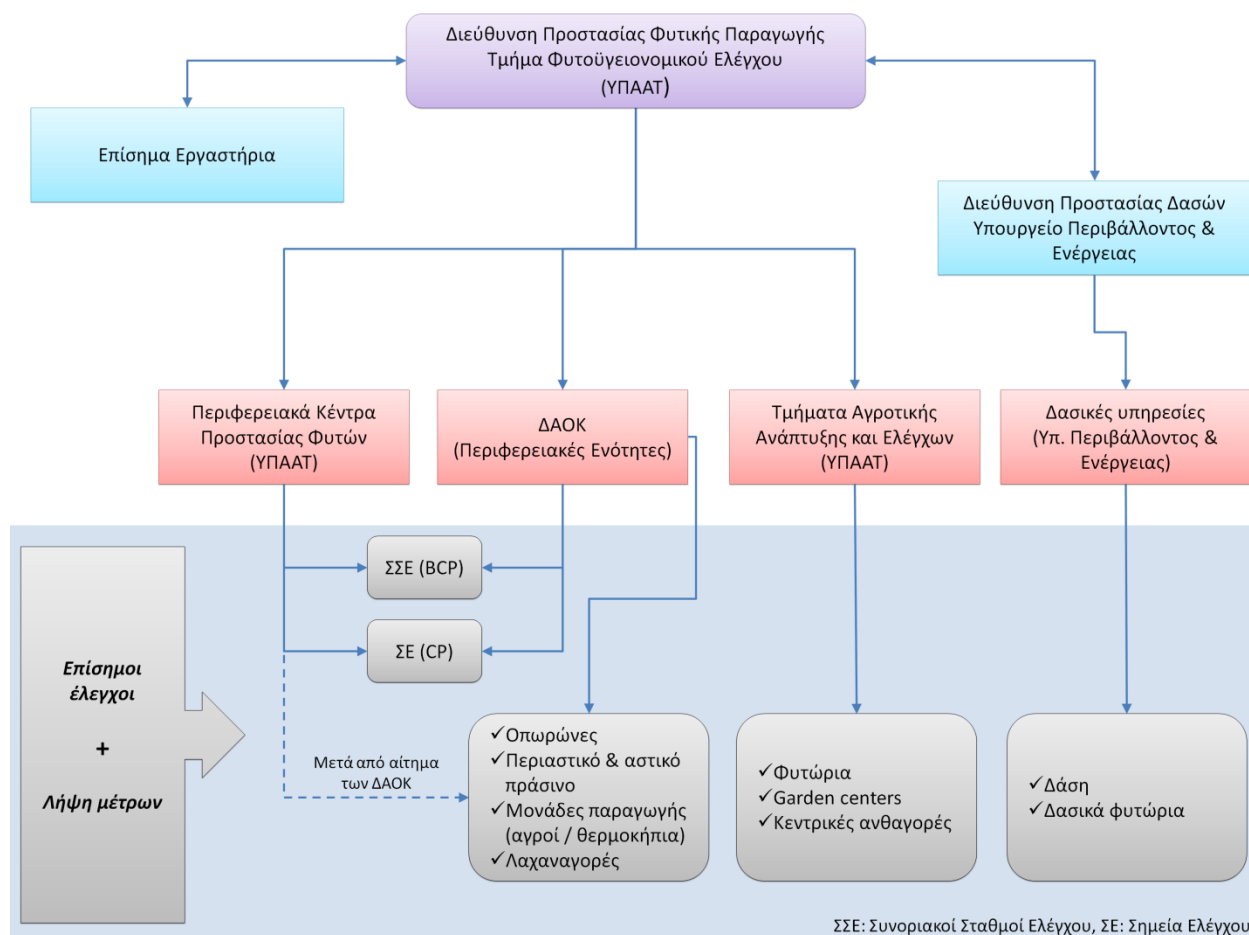 Διεύθυνση Προστασίας Φυτικής Παραγωγής
Τμήμα Φυτοϋγειονομικού Ελέγχου
(ΥΠΑΑΤ)
Επίσημα Εργαστήρια
Διεύθυνση Προστασίας Δασών
Υπουργείο Περιβάλλοντος &
Ενέργειας
Περιφερειακά Κέντρα
Προστασίας Φυτών
(ΥΠΑΑΤ)
ΔΑΟΚ
(Περιφερειακές Ενότητες)
Τμήματα Αγροτικής
Ανάπτυξης και Ελέγχων
(ΥΠΑΑΤ)
Δασικές υπηρεσίες
(Υπ. Περιβάλλοντος &
Ενέργειας)
ΣΣΕ (BCP)
ΣΕ (CP)
Επίσημοι
έλεγχοι
+
Λήψη μέτρων
Μετά από αίτημα
των ΔΑΟΚ
✓Οπωρώνες
✓Περιαστικό & αστικό
πράσινο
✓Μονάδες παραγωγής
(αγροί / θερμοκήπια)
✓Λαχαναγορές
✓Φυτώρια
✓Garden centers
✓Κεντρικές ανθαγορές
✓Δάση
✓Δασικά φυτώρια
ΣΣΕ: Συνοριακοί Σταθμοί Ελέγχου, ΣΕ: Σημεία Ελέγχου